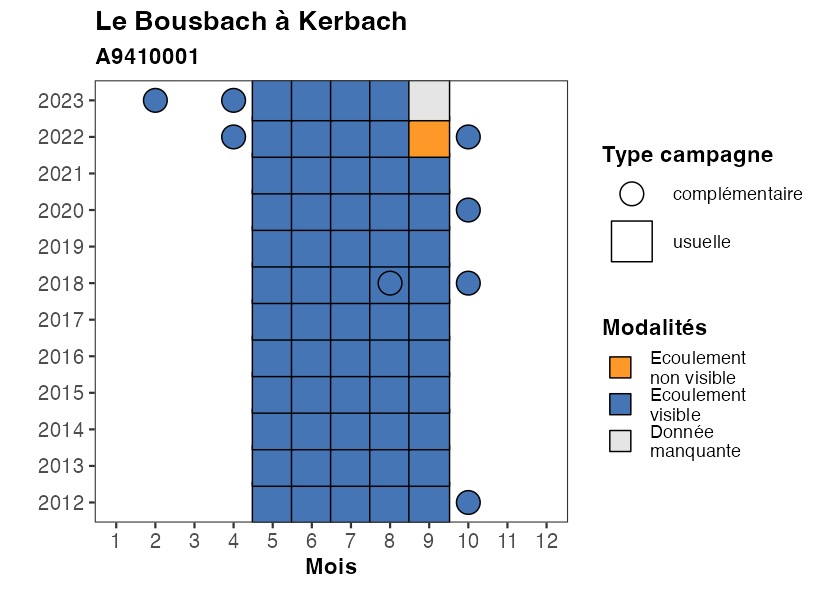 Le Bousbach à Kerbach
A9410001
2023
2022
2021
2020
2019
2018
2017
2016
2015
2014
2013
2012
1 2 3 4 5 6 7 8 9 10 11 12
Mois
Type campagne
complémentaire
usuelle
Modalités
Ecoulement
non visible
Ecoulement
visible
Donnée
manquante